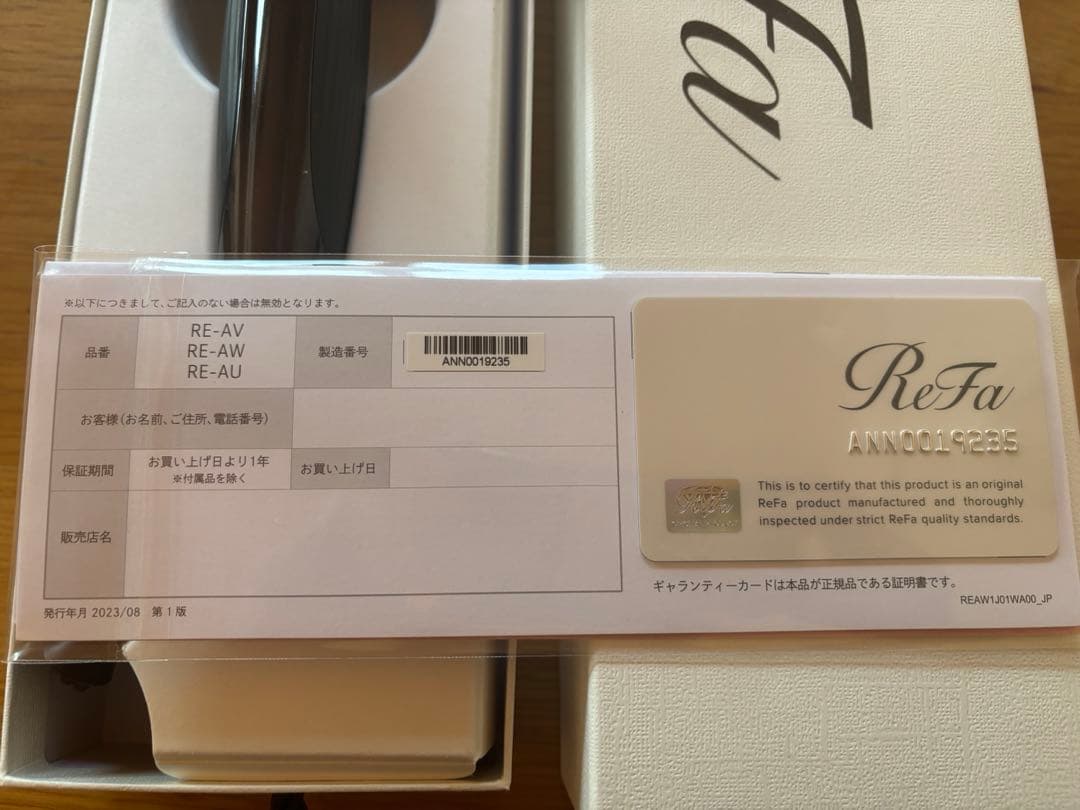 Fa
※以下につきまして、ご記入のない場合は無効となります。
品番
RE-AV
RE-AW
RE-AU
製造番号
ANN0019235
お客様(お名前、ご住所、電話番号)
保証期間
お買い上げ日より1年
※付属品を除く
お買い上げ日
販売店名
発行年月 2023/08 第1版
ReFa
ANN0019235
This is to certify that this product is an original
ReFa product manufactured and thoroughly
inspected under strict ReFa quality standards.
ギャランティーカードは本品が正規品である証明書です。
REAW1J01WA00_JP